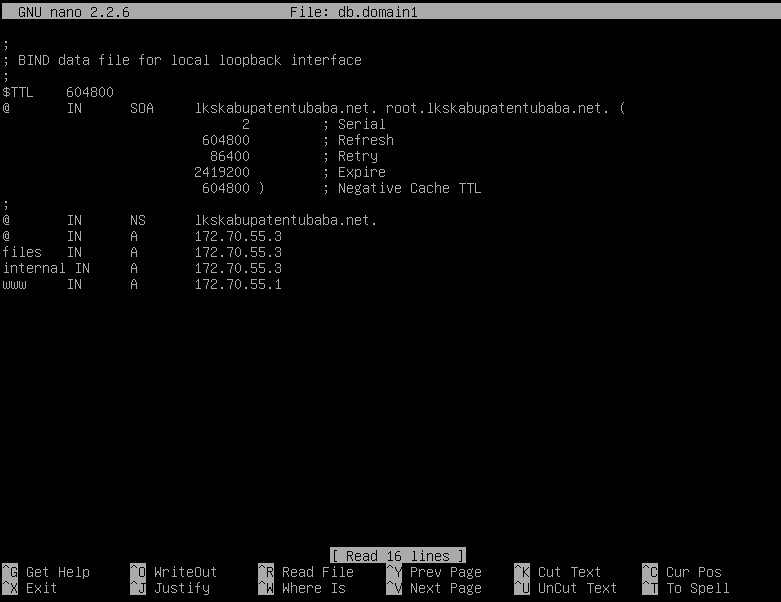 GNU nano 2.2.6 File: db.domain1
;
; BIND data file for local loopback interface
;
$TTL 604800
@ IN SOA lkskabupatentubaba.net. root.lkskabupatentubaba.net. (
2 ; Serial
604800 ; Refresh
86400 ; Retry
2419200 ; Expire
604800 ) ; Negative Cache TTL
;
@ IN NS lkskabupatentubaba.net.
@ IN A 172.70.55.3
files IN A 172.70.55.3
internal IN A 172.70.55.3
www IN A 172.70.55.1
[ Read 16 lines ]
^G Get Help ^O WriteOut ^R Read File ^Y Prev Page ^K Cut Text ^C Cur Pos
^X Exit ^J Justify ^W Where Is ^V Next Page ^U UnCut Text ^T To Spell